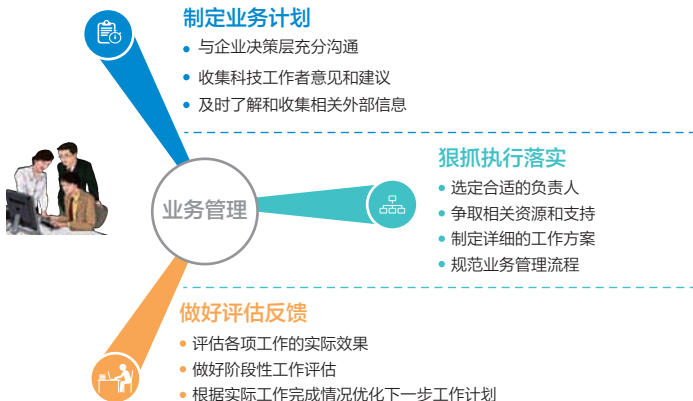 制定业务计划
与企业决策层充分沟通
收集科技工作者意见和建议
及时了解和收集相关外部信息
业务管理
狠抓执行落实
选定合适的负责人
争取相关资源和支持
制定详细的工作方案
规范业务管理流程
做好评估反馈
评估各项工作的实际效果
做好阶段性工作评估
根据实际工作完成情况优化下一步工作计划